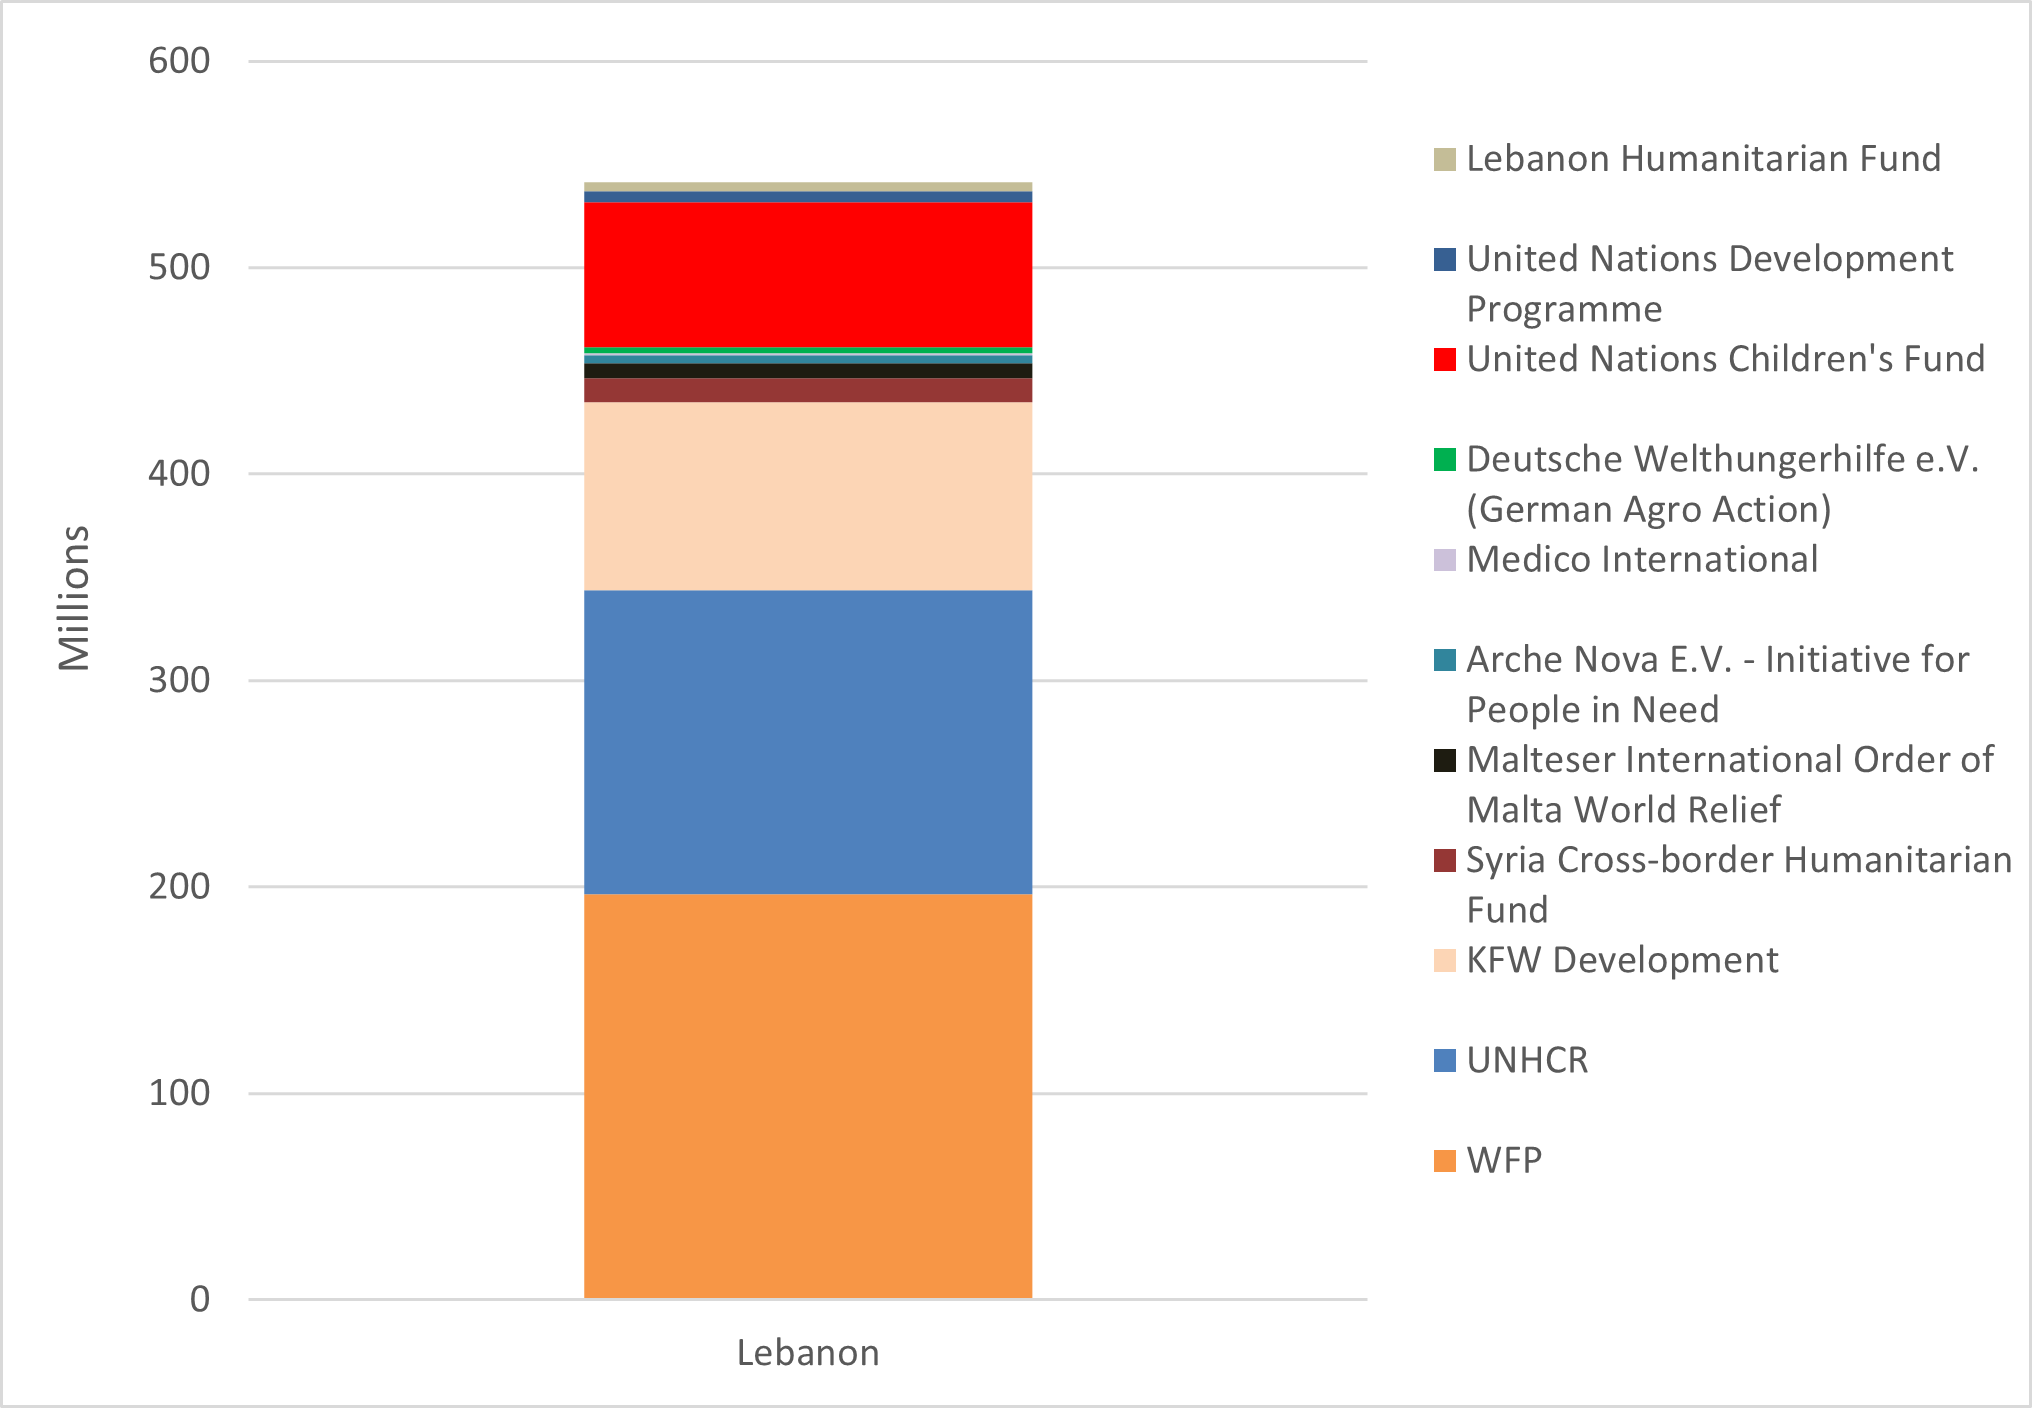 600
500
400
300
200
100
0
Millions
Lebanon
Lebanon Humanitarian Fund
United Nations Development
Programme
United Nations Children's Fund
Deutsche Welthungerhilfe e.V.
(German Agro Action)
Medico International
Arche Nova E.V. - Initiative for
People in Need
Malteser International Order of
Malta World Relief
Syria Cross-border Humanitarian
Fund
KFW Development
UNHCR
WFP